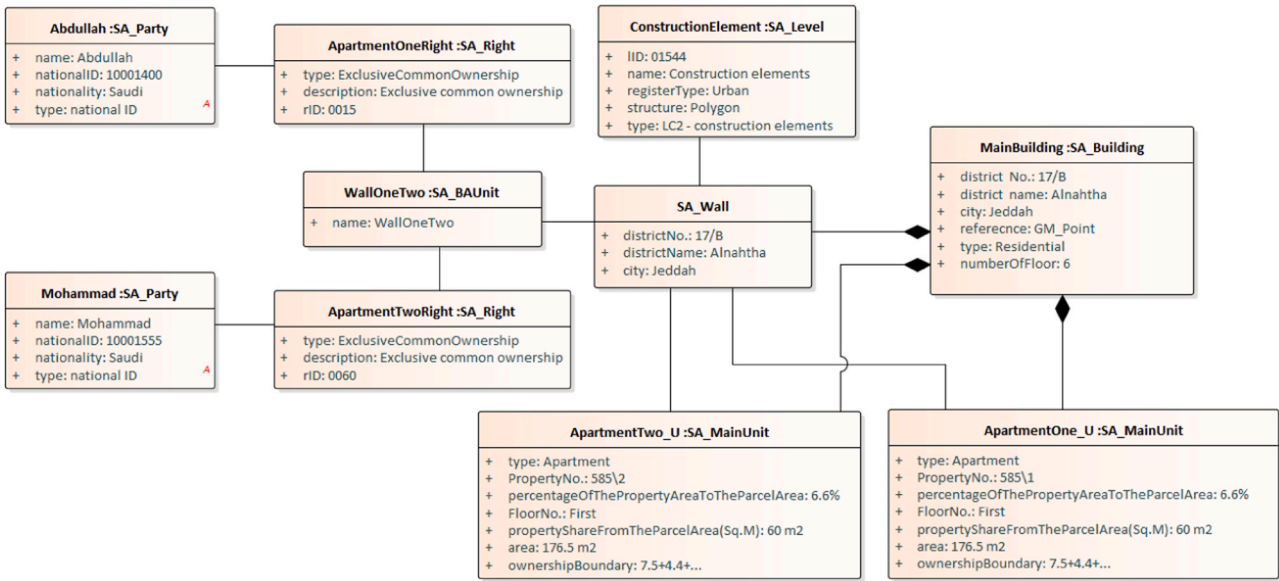 Abdullah :SA_Party
+ name: Abdullah
+ nationalID: 10001400
+ nationality: Saudi
+ type: national ID
A
ApartmentOneRight :SA_Right
+ type: ExclusiveCommonOwnership
+ description: Exclusive common ownership
+ rID: 0015
ConstructionElement :SA_Level
+ lID: 01544
+ name: Construction elements
+ registerType: Urban
+ structure: Polygon
+ type: LC2 - construction elements
MainBuilding :SA_Building
+ district No.: 17/B
+ district name: Alnahtha
+ city: Jeddah
+ referecnce: GM_Point
+ type: Residential
+ numberOfFloor: 6
WallOneTwo :SA_BAUnit
+ name: WallOneTwo
SA_Wall
+ districtNo.: 17/B
+ districtName: Alnahtha
+ city: Jeddah
Mohammad :SA_Party
+ name: Mohammad
+ nationalID: 10001555
+ nationality: Saudi
+ type: national ID
A
ApartmentTwoRight :SA_Right
+ type: ExclusiveCommonOwnership
+ description: Exclusive common ownership
+ rID: 0060
ApartmentTwo_U :SA_MainUnit
+ type: Apartment
+ PropertyNo.: 585\2
+ percentageOfThePropertyAreaToTheParcelArea: 6.6%
+ FloorNo.: First
+ propertyShareFromTheParcelArea(Sq.M): 60 m2
+ area: 176.5 m2
+ ownershipBoundary: 7.5+4.4+...
ApartmentOne_U :SA_MainUnit
+ type: Apartment
+ PropertyNo.: 585\1
+ percentageOfThePropertyAreaToTheParcelArea: 6.6%
+ FloorNo.: First
+ propertyShareFromTheParcelArea(Sq.M): 60 m2
+ area: 176.5 m2
+ ownershipBoundary: 7.5+4.4+...